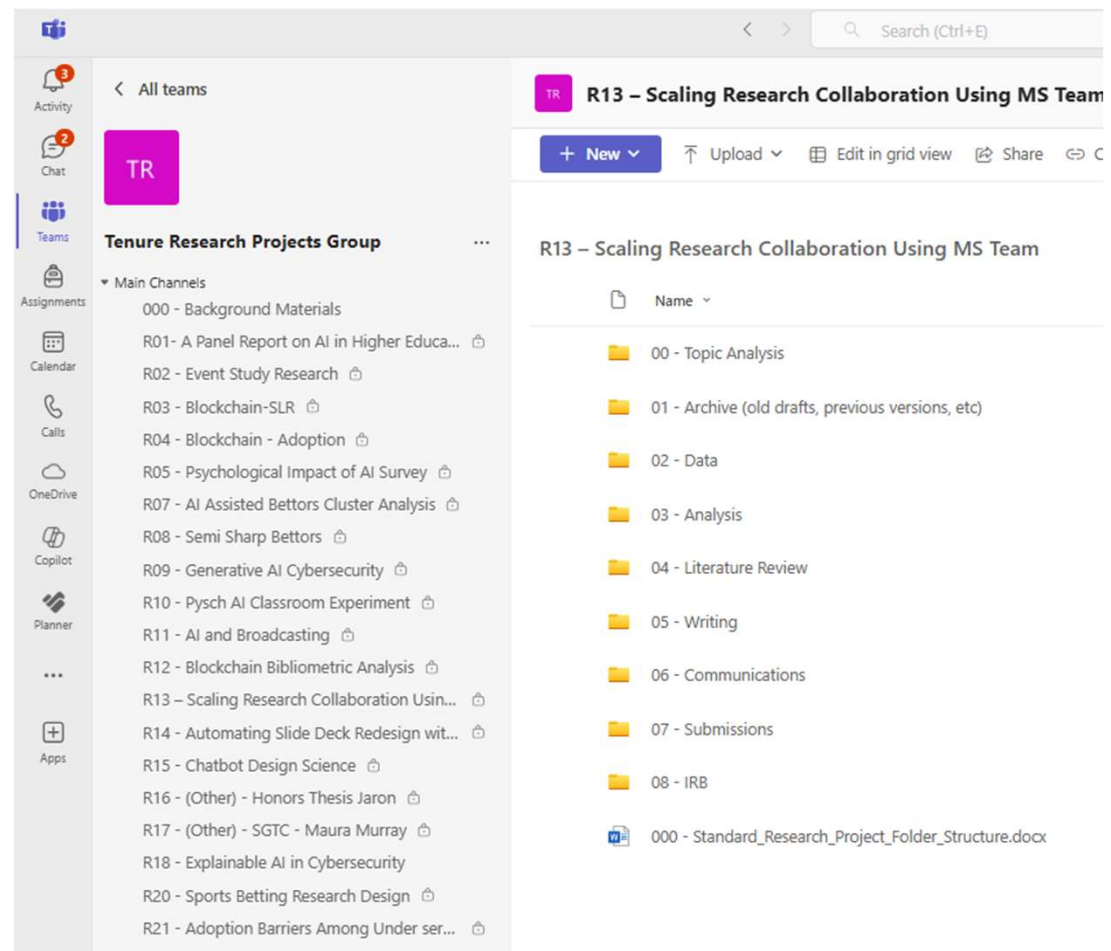 Search (Ctrl+E)
Activity
3
Chat
2
Teams
Assignments
Calendar
Calls
OneDrive
Copilot
Planner
Apps
All teams
TR
Tenure Research Projects Group
Main Channels
000 - Background Materials
R01- A Panel Report on AI in Higher Educa...
R02 - Event Study Research
R03 - Blockchain-SLR
R04 - Blockchain - Adoption
R05 - Psychological Impact of AI Survey
R07 - AI Assisted Bettors Cluster Analysis
R08 - Semi Sharp Bettors
R09 - Generative AI Cybersecurity
R10 - Pysch AI Classroom Experiment
R11 - AI and Broadcasting
R12 - Blockchain Bibliometric Analysis
R13 – Scaling Research Collaboration Usin...
R14 - Automating Slide Deck Redesign wit...
R15 - Chatbot Design Science
R16 - (Other) - Honors Thesis Jaron
R17 - (Other) - SGTC - Maura Murray
R18 - Explainable AI in Cybersecurity
R20 - Sports Betting Research Design
R21 - Adoption Barriers Among Under ser...
TR R13 – Scaling Research Collaboration Using MS Team
+ New Upload Edit in grid view Share C
R13 – Scaling Research Collaboration Using MS Team
Name
00 - Topic Analysis
01 - Archive (old drafts, previous versions, etc)
02 - Data
03 - Analysis
04 - Literature Review
05 - Writing
06 - Communications
07 - Submissions
08 - IRB
000 - Standard_Research_Project_Folder_Structure.docx